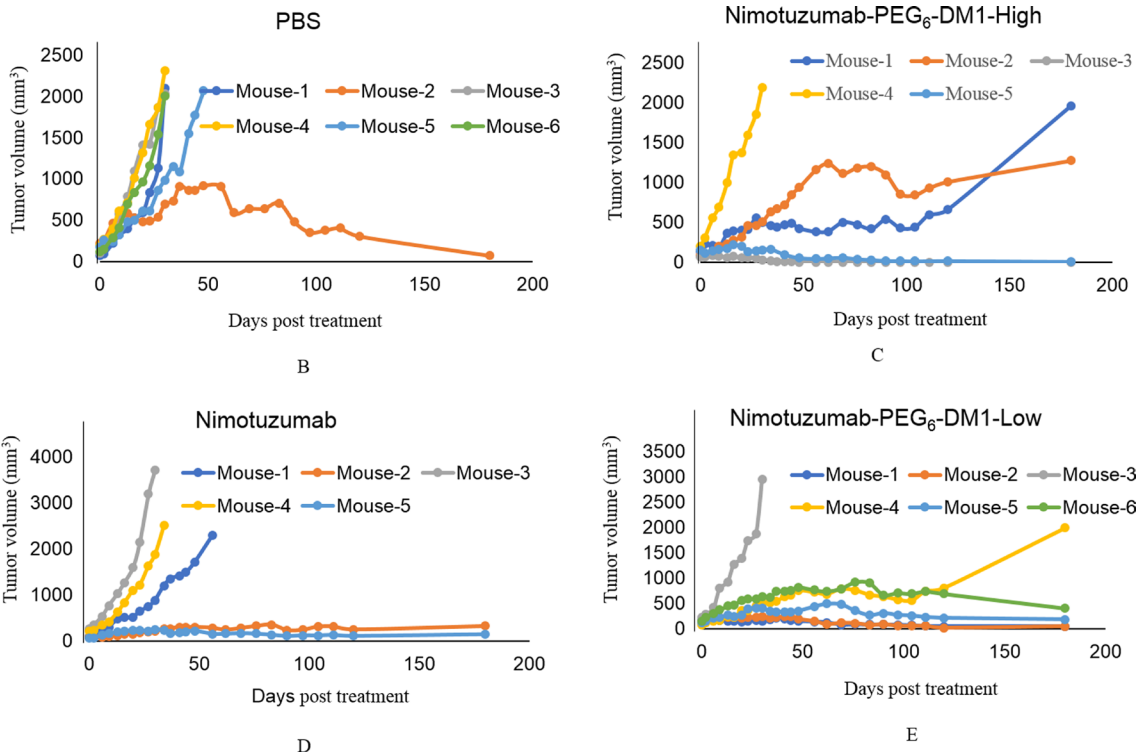 PBS
Tumor volume (mm³)
2500
2000
1500
1000
500
0
Mouse-1 Mouse-2 Mouse-3
Mouse-4 Mouse-5 Mouse-6
0 50 100 150 200
Days post treatment
B
Nimotuzumab-PEG₆-DM1-High
Tumor volume (mm³)
2500
2000
1500
1000
500
0
Mouse-1 Mouse-2 Mouse-3
Mouse-4 Mouse-5
0 50 100 150 200
Days post treatment
C
Nimotuzumab
Tumor volume (mm³)
4000
3000
2000
1000
0
Mouse-1 Mouse-2 Mouse-3
Mouse-4 Mouse-5
0 50 100 150 200
Days post treatment
D
Nimotuzumab-PEG₆-DM1-Low
Tumor volume (mm³)
3500
3000
2500
2000
1500
1000
500
0
Mouse-1 Mouse-2 Mouse-3
Mouse-4 Mouse-5 Mouse-6
0 50 100 150 200
Days post treatment
E